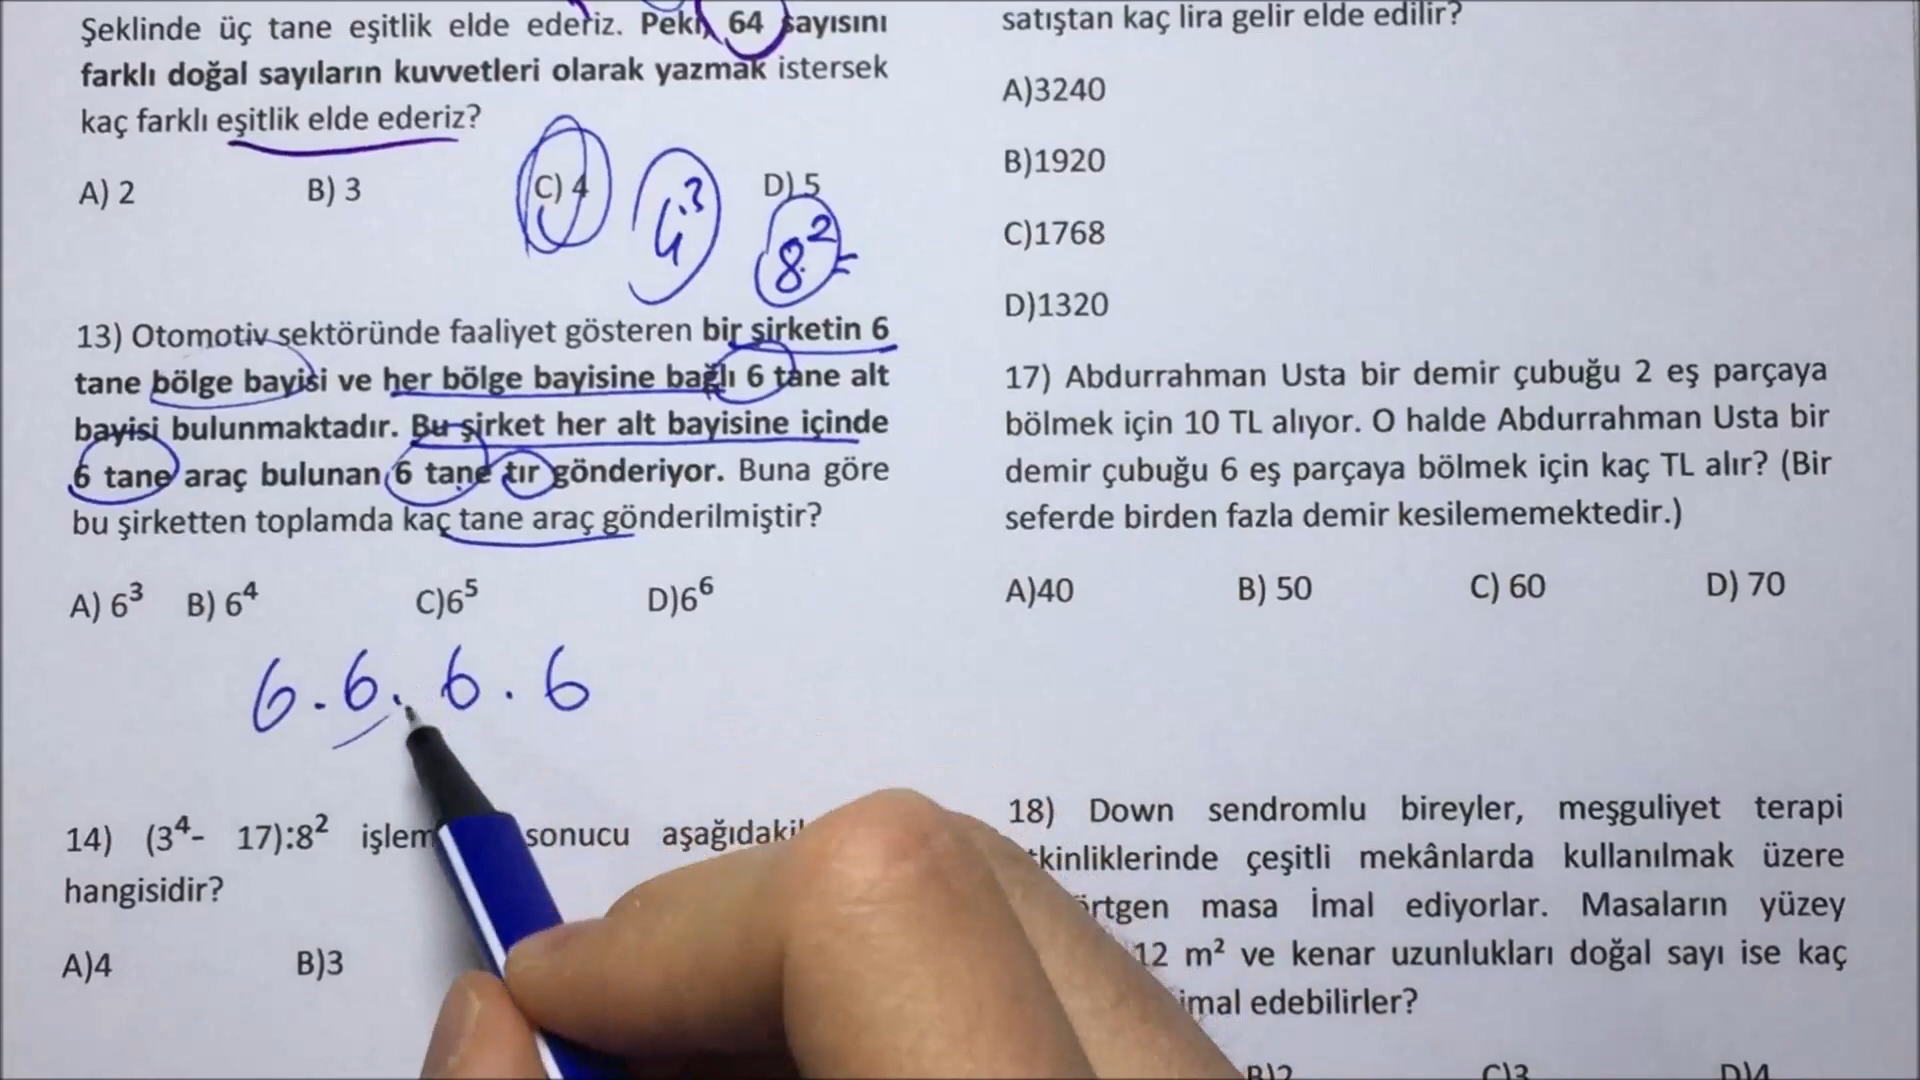 Şeklinde üç tane eşitlik elde ederiz. Peki, 64 sayısını
farklı doğal sayıların kuvvetleri olarak yazmak istersek
kaç farklı eşitlik elde ederiz?
A) 2 B) 3 C) 4 D) 5
4³
8²
13) Otomotiv sektöründe faaliyet gösteren bir şirketin 6
tane bölge bayisi ve her bölge bayisine bağlı 6 tane alt
bayisi bulunmaktadır. Bu şirket her alt bayisine içinde
6 tane araç bulunan 6 tane tır gönderiyor. Buna göre
bu şirketten toplamda kaç tane araç gönderilmiştir?
A) 6³ B) 6⁴ C)6⁵ D)6⁶
6 . 6 . 6 . 6
14) (3⁴- 17):8² sonucu
hangisidir?
A)4 B)3
satıştan kaç lira gelir elde edilir?
A)3240
B)1920
C)1768
D)1320
17) Abdurrahman Usta bir demir çubuğu 2 eş parçaya
bölmek için 10 TL alıyor. O halde Abdurrahman Usta bir
demir çubuğu 6 eş parçaya bölmek için kaç TL alır? (Bir
seferde birden fazla demir kesilememektedir.)
A)40 B) 50 C) 60 D) 70
18) Down sendromlu bireyler, meşguliyet terapi
çeşitli mekânlarda kullanılmak üzere
masa İmal ediyorlar. Masaların yüzey
12 m² ve kenar uzunlukları doğal sayı ise kaç
imal edebilirler?
B)2 C)3 D)4